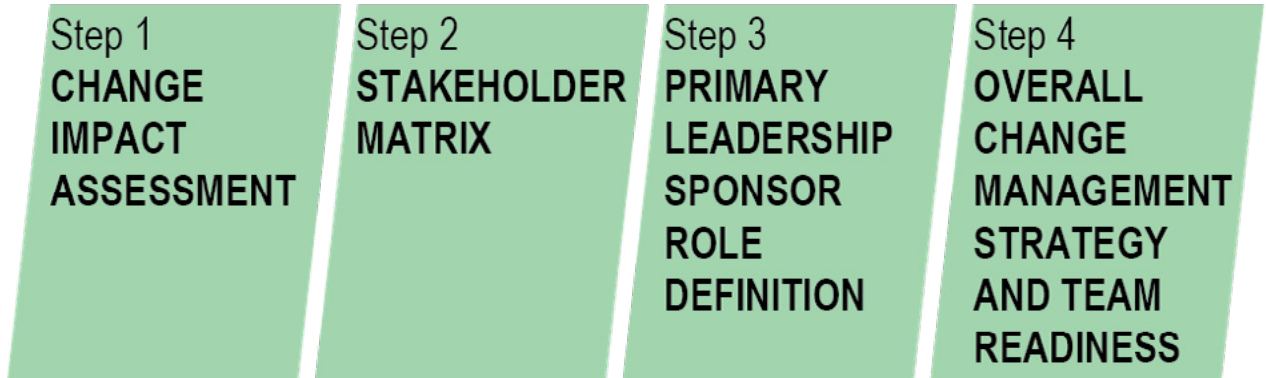 Step 1
CHANGE
IMPACT
ASSESSMENT
Step 2
STAKEHOLDER
MATRIX
Step 3
PRIMARY
LEADERSHIP
SPONSOR
ROLE
DEFINITION
Step 4
OVERALL
CHANGE
MANAGEMENT
STRATEGY
AND TEAM
READINESS